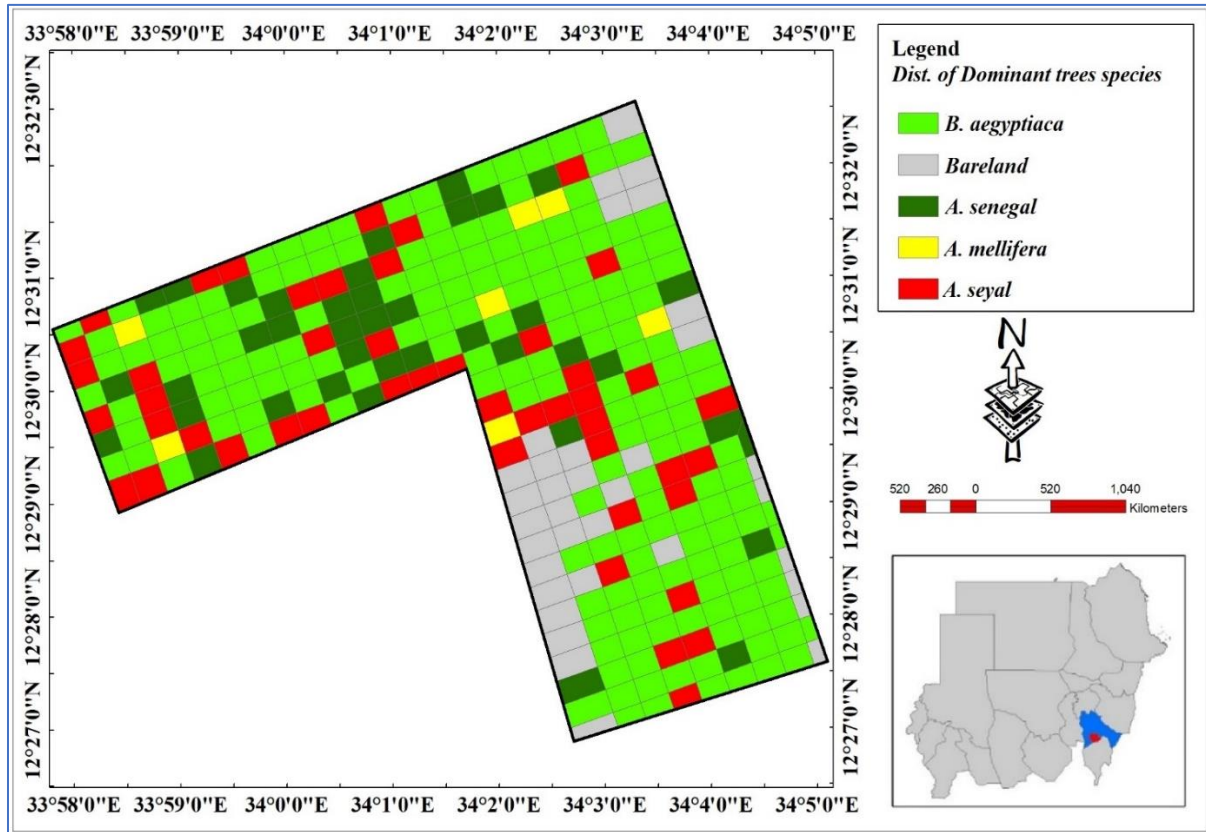 33°58'0"E 33°59'0"E 34°0'0"E 34°1'0"E 34°2'0"E 34°3'0"E 34°4'0"E 34°5'0"E
12°32'30"N
12°31'0"N
12°30'0"N
12°29'0"N
12°28'0"N
12°27'0"N
12°32'0"N
12°31'0"N
12°30'0"N
12°29'0"N
12°28'0"N
12°27'0"N
33°58'0"E 33°59'0"E 34°0'0"E 34°1'0"E 34°2'0"E 34°3'0"E 34°4'0"E 34°5'0"E
Legend
Dist. of Dominant trees species
B. aegyptiaca
Bareland
A. senegal
A. mellifera
A. seyal
N
520 260 0 520 1,040
Kilometers